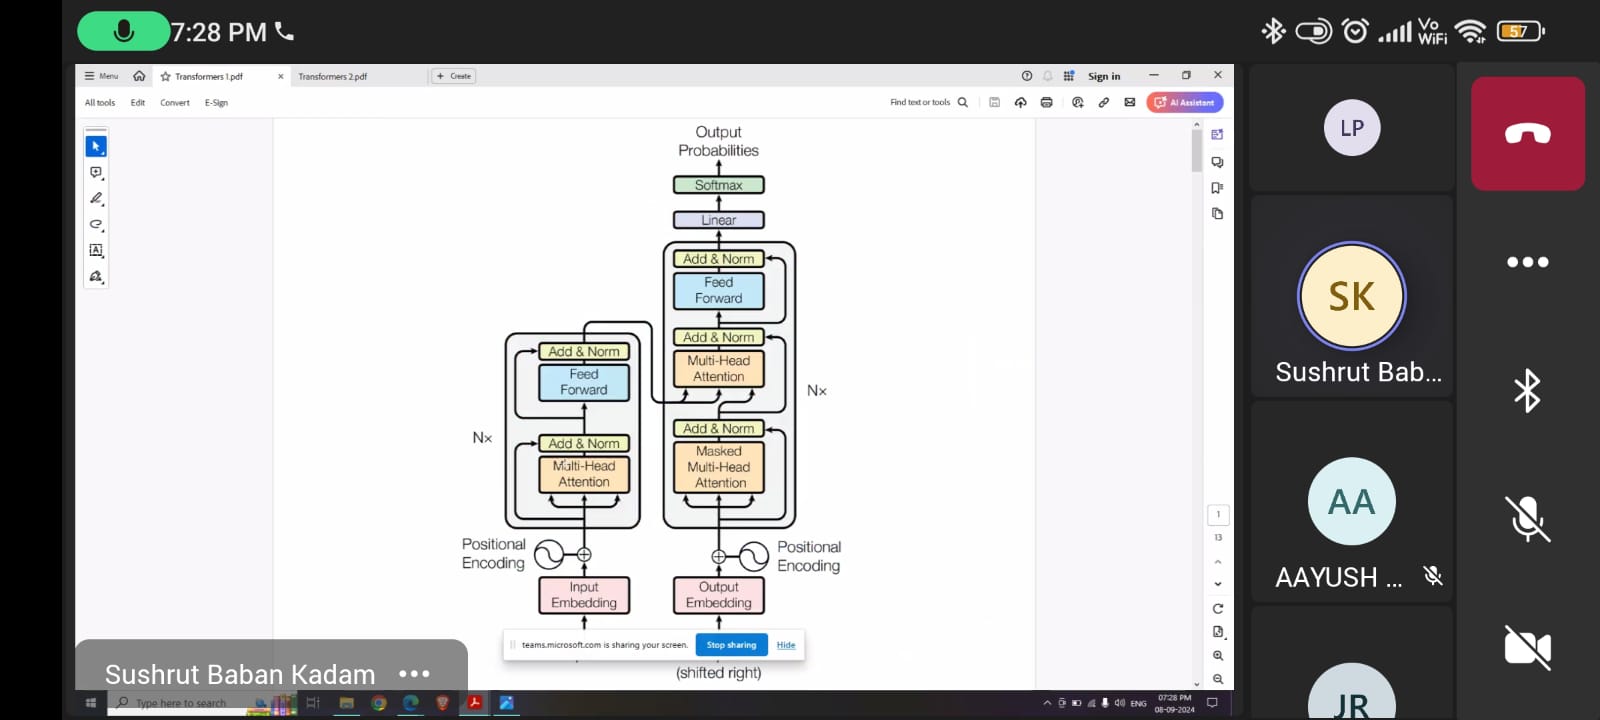 7:28 PM
Vo
WiFi
57
Menu
Transformers 1.pdf
Transformers 2.pdf
+ Create
Sign in
All tools
Edit
Convert
E-Sign
Find text or tools
AI Assistant
Output
Probabilities
Softmax
Linear
Add & Norm
Feed
Forward
Add & Norm
Multi-Head
Attention
Nx
Add & Norm
Masked
Multi-Head
Attention
Add & Norm
Feed
Forward
Nx
Add & Norm
Multi-Head
Attention
Positional
Encoding
Positional
Encoding
Input
Embedding
Output
Embedding
teams.microsoft.com is sharing your screen.
Stop sharing
Hide
(shifted right)
1
13
Sushrut Baban Kadam
Type here to search
ENG
07:28 PM
08-09-2024
LP
SK
Sushrut Bab...
AA
AAYUSH ...
JR